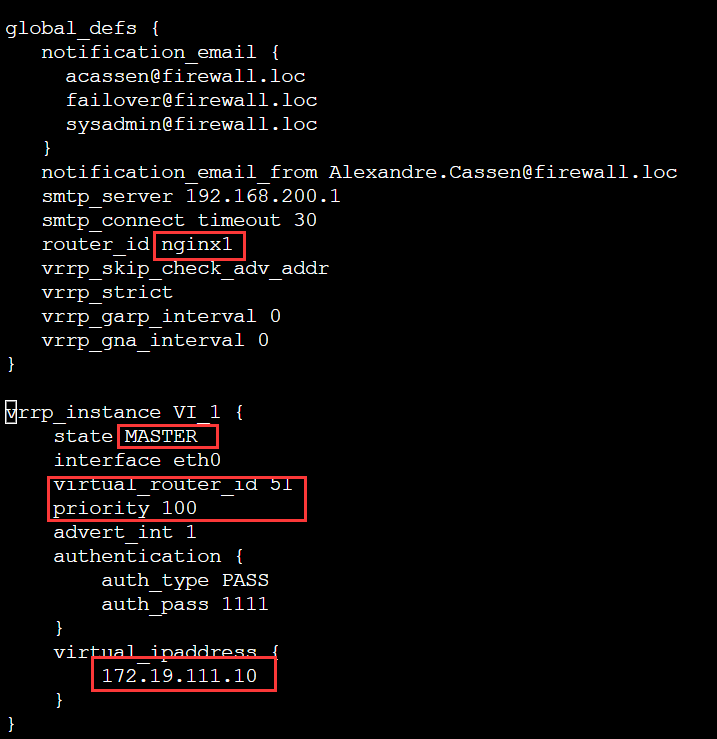 global_defs {
   notification_email {
     acassen@firewall.loc
     failover@firewall.loc
     sysadmin@firewall.loc
   }
   notification_email_from Alexandre.Cassen@firewall.loc
   smtp_server 192.168.200.1
   smtp_connect_timeout 30
   router_id nginx1
   vrrp_skip_check_adv_addr
   vrrp_strict
   vrrp_garp_interval 0
   vrrp_gna_interval 0
}
vrrp_instance VI_1 {
    state MASTER
    interface eth0
    virtual_router_id 51
    priority 100
    advert_int 1
    authentication {
        auth_type PASS
        auth_pass 1111
    }
    virtual_ipaddress {
        172.19.111.10
    }
}